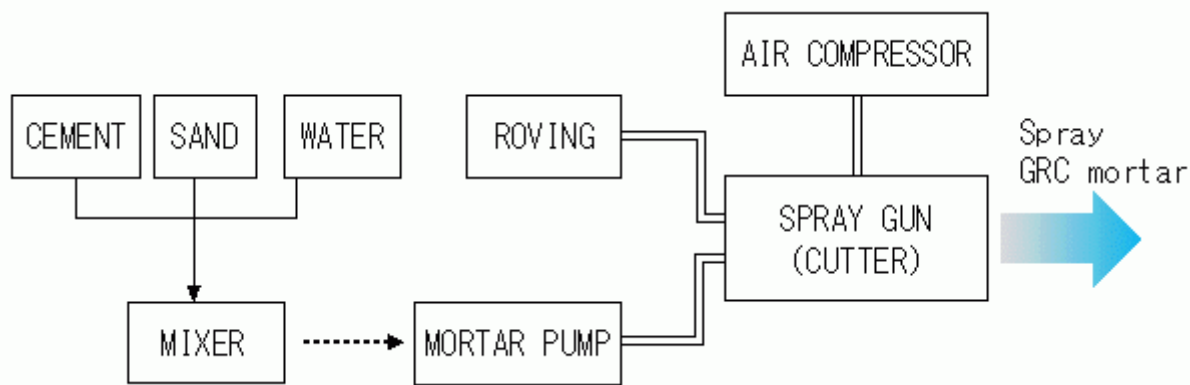 AIR COMPRESSOR
CEMENT
SAND
WATER
ROVING
Spray
GRC mortar
SPRAY GUN
(CUTTER)
MIXER
MORTAR PUMP